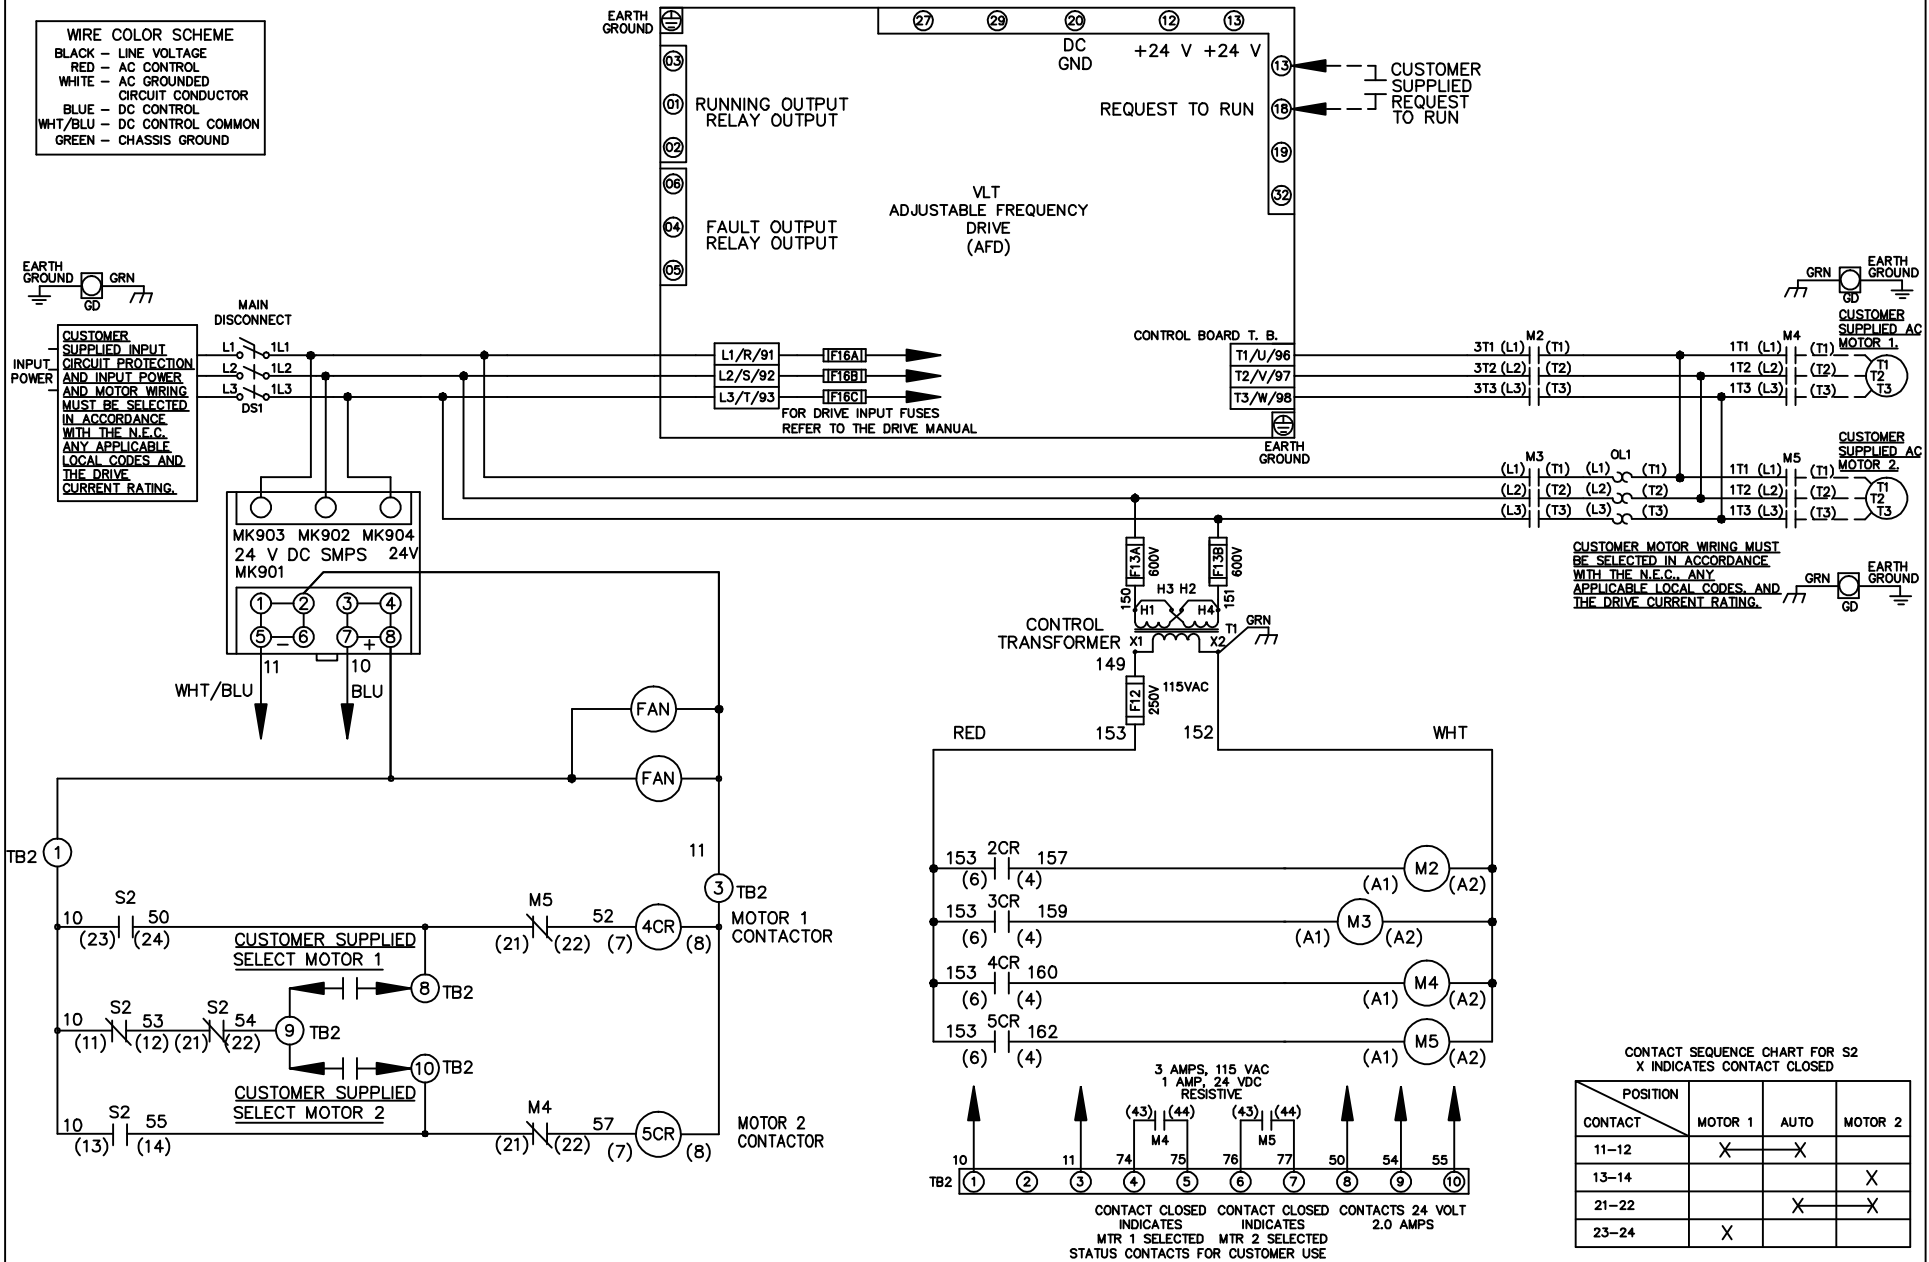 WIRE COLOR SCHEME
BLACK – LINE VOLTAGE
RED – AC CONTROL
WHITE – AC GROUNDED
CIRCUIT CONDUCTOR
BLUE – DC CONTROL
WHT/BLU – DC CONTROL COMMON
GREEN – CHASSIS GROUND
EARTH
GROUND
27
29
20
12
13
DC
GND
+24 V
+24 V
03
01
02
RUNNING OUTPUT
RELAY OUTPUT
06
04
05
FAULT OUTPUT
RELAY OUTPUT
13
18
19
32
REQUEST TO RUN
CUSTOMER
SUPPLIED
REQUEST
TO RUN
VLT
ADJUSTABLE FREQUENCY
DRIVE
(AFD)
EARTH
GROUND
GRN
GD
INPUT
POWER
CUSTOMER
SUPPLIED INPUT
CIRCUIT PROTECTION
AND INPUT POWER
AND MOTOR WIRING
MUST BE SELECTED
IN ACCORDANCE
WITH THE N.E.C.
ANY APPLICABLE
LOCAL CODES AND
THE DRIVE
CURRENT RATING.
MAIN
DISCONNECT
L1 1L1
L2 1L2
L3 1L3
DS1
L1/R/91
L2/S/92
L3/T/93
F16A
F16B
F16C
FOR DRIVE INPUT FUSES
REFER TO THE DRIVE MANUAL
CONTROL BOARD T. B.
T1/U/96
T2/V/97
T3/W/98
EARTH
GROUND
M2
3T1 (L1) (T1)
3T2 (L2) (T2)
3T3 (L3) (T3)
M4
1T1 (L1) (T1)
1T2 (L2) (T2)
1T3 (L3) (T3)
GRN
GD
EARTH
GROUND
CUSTOMER
SUPPLIED AC
MOTOR 1.
T1
T2
T3
M3
(L1) (T1)
(L2) (T2)
(L3) (T3)
OL1
(L1) (T1)
(L2) (T2)
(L3) (T3)
M5
1T1 (L1) (T1)
1T2 (L2) (T2)
1T3 (L3) (T3)
CUSTOMER
SUPPLIED AC
MOTOR 2.
T1
T2
T3
CUSTOMER MOTOR WIRING MUST
BE SELECTED IN ACCORDANCE
WITH THE N.E.C., ANY
APPLICABLE LOCAL CODES, AND
THE DRIVE CURRENT RATING.
GRN
GD
EARTH
GROUND
MK903 MK902 MK904
24 V DC SMPS 24V
MK901
1 2 3 4
5 – 6 7 + 8
11
10
WHT/BLU
BLU
FAN
FAN
F13A
600V
F13B
600V
150
151
H3 H2
H1
H4
CONTROL
TRANSFORMER
X1
X2
T1
GRN
149
F12
250V
115VAC
153
152
RED
WHT
TB2 1
11
3 TB2
S2
10 50
(23) (24)
M5
(21) (22)
52
(7) 4CR (8)
MOTOR 1
CONTACTOR
CUSTOMER SUPPLIED
SELECT MOTOR 1
8 TB2
S2
S2
10 53 54
(11) (12) (21) (22)
9 TB2
10 TB2
CUSTOMER SUPPLIED
SELECT MOTOR 2
S2
10 55
(13) (14)
M4
(21) (22)
57
(7) 5CR (8)
MOTOR 2
CONTACTOR
153 2CR 157
(6) (4)
(A1) M2 (A2)
153 3CR 159
(6) (4)
(A1) M3 (A2)
153 4CR 160
(6) (4)
(A1) M4 (A2)
153 5CR 162
(6) (4)
(A1) M5 (A2)
3 AMPS, 115 VAC
1 AMP, 24 VDC
RESISTIVE
(43) (44)
M4
(43) (44)
M5
10 11 74 75 76 77 50 54 55
TB2 1 2 3 4 5 6 7 8 9 10
CONTACT CLOSED
INDICATES
MTR 1 SELECTED
CONTACT CLOSED
INDICATES
MTR 2 SELECTED
CONTACTS 24 VOLT
2.0 AMPS
STATUS CONTACTS FOR CUSTOMER USE
CONTACT SEQUENCE CHART FOR S2
X INDICATES CONTACT CLOSED
POSITION
CONTACT MOTOR 1 AUTO MOTOR 2
11–12 X X
13–14 X
21–22 X X
23–24 X